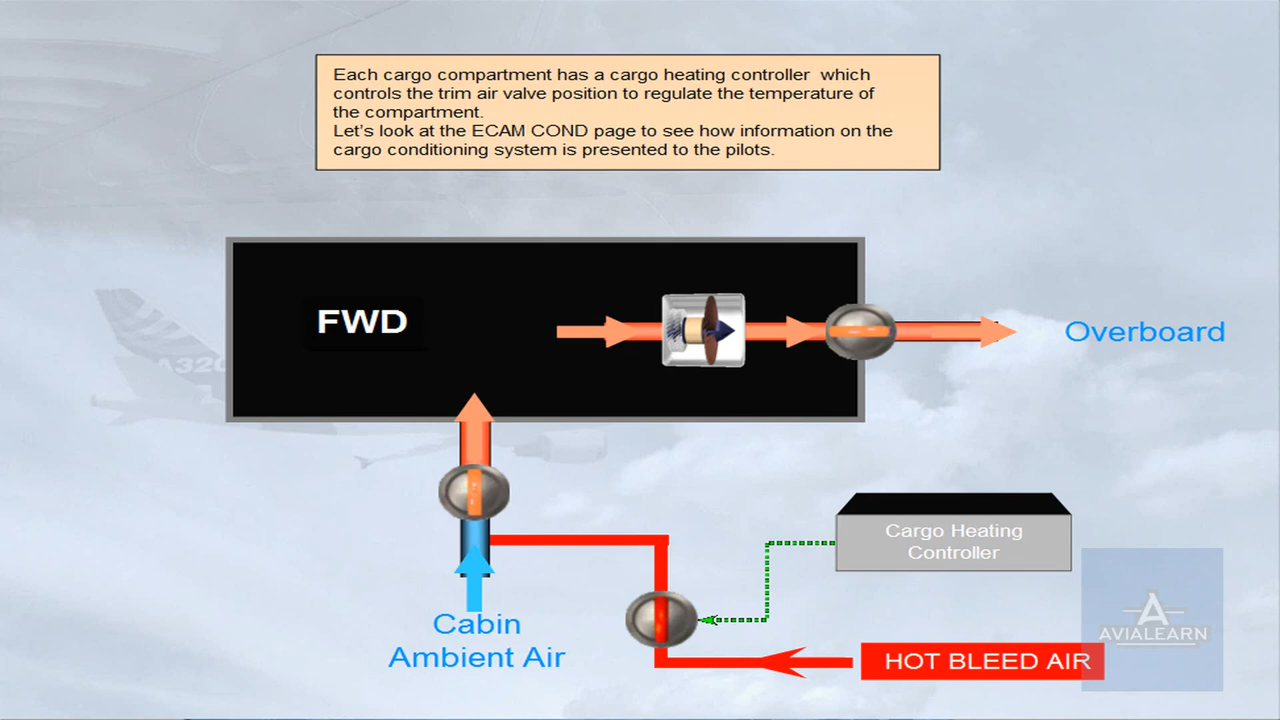 Each cargo compartment has a cargo heating controller which
controls the trim air valve position to regulate the temperature of
the compartment.
Let's look at the ECAM COND page to see how information on the
cargo conditioning system is presented to the pilots.
FWD
Overboard
A320
Cargo Heating
Controller
Cabin
Ambient Air
HOT BLEED AIR
AVIALEARN